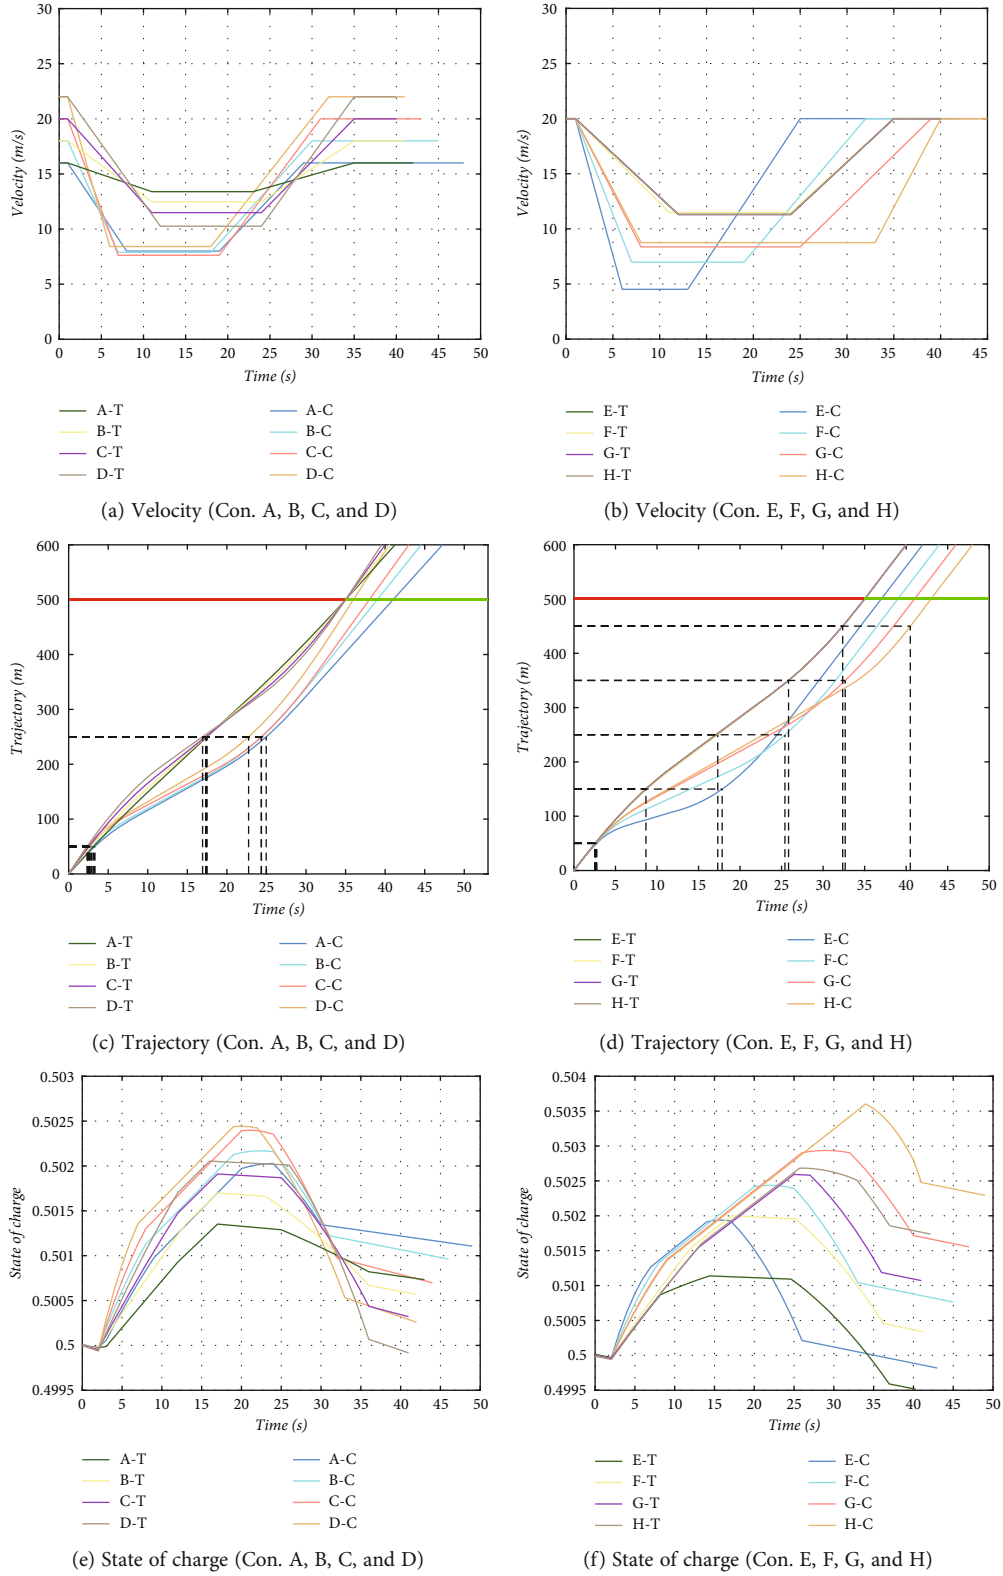 30
25
20
15
10
5
0
Velocity (m/s)
0 5 10 15 20 25 30 35 40 45 50
Time (s)
A-T A-C
B-T B-C
C-T C-C
D-T D-C
(a) Velocity (Con. A, B, C, and D)
30
25
20
15
10
5
0
Velocity (m/s)
0 5 10 15 20 25 30 35 40 45
Time (s)
E-T E-C
F-T F-C
G-T G-C
H-T H-C
(b) Velocity (Con. E, F, G, and H)
600
500
400
300
200
100
0
Trajectory (m)
0 5 10 15 20 25 30 35 40 45 50
Time (s)
A-T A-C
B-T B-C
C-T C-C
D-T D-C
(c) Trajectory (Con. A, B, C, and D)
600
500
400
300
200
100
0
Trajectory (m)
0 5 10 15 20 25 30 35 40 45 50
Time (s)
E-T E-C
F-T F-C
G-T G-C
H-T H-C
(d) Trajectory (Con. E, F, G, and H)
0.503
0.5025
0.502
0.5015
0.501
0.5005
0.5
0.4995
State of charge
0 5 10 15 20 25 30 35 40 45 50
Time (s)
A-T A-C
B-T B-C
C-T C-C
D-T D-C
(e) State of charge (Con. A, B, C, and D)
0.504
0.5035
0.503
0.5025
0.502
0.5015
0.501
0.5005
0.5
0.4995
State of charge
0 5 10 15 20 25 30 35 40 45 50
Time (s)
E-T E-C
F-T F-C
G-T G-C
H-T H-C
(f) State of charge (Con. E, F, G, and H)